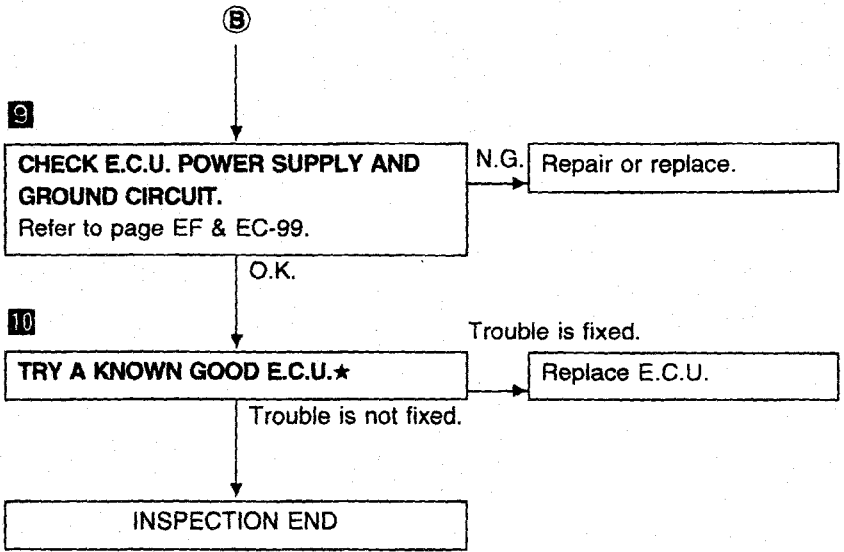 B
9
CHECK E.C.U. POWER SUPPLY AND
GROUND CIRCUIT.
Refer to page EF & EC-99.
N.G.
Repair or replace.
O.K.
10
Trouble is fixed.
TRY A KNOWN GOOD E.C.U.★
Replace E.C.U.
Trouble is not fixed.
INSPECTION END